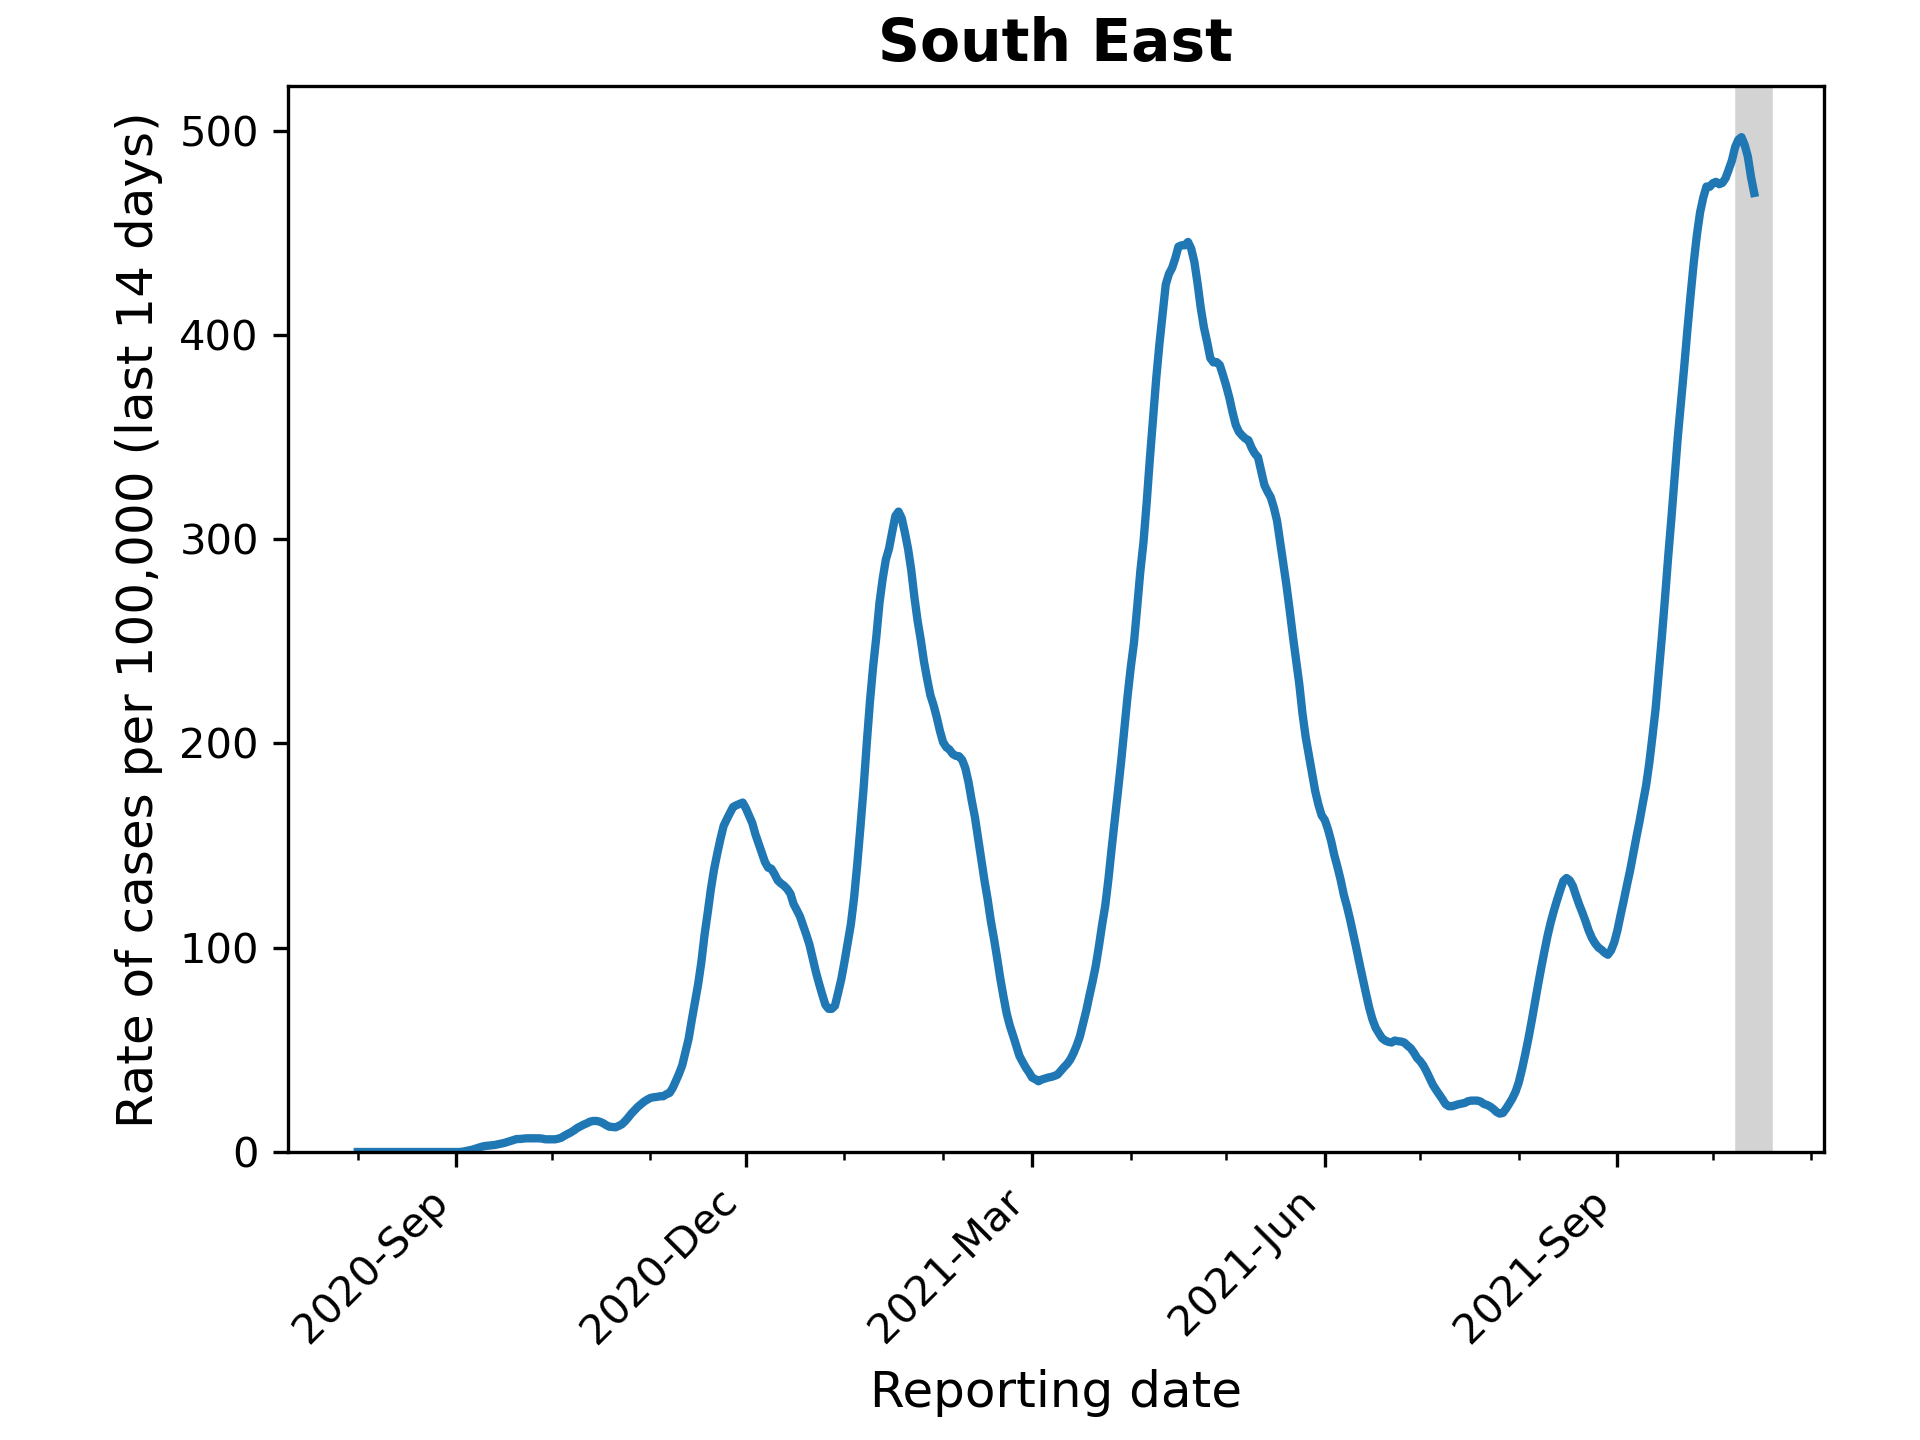 South East
Rate of cases per 100,000 (last 14 days)
500
400
300
200
100
0
2020-Sep
2020-Dec
2021-Mar
2021-Jun
2021-Sep
Reporting date